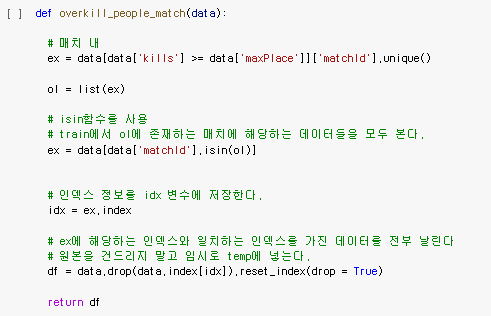 [ ] def overkill_people_match(data):
# 매치 내
ex = data[data['kills'] >= data['maxPlace']]['matchId'].unique()
ol = list(ex)
# isin함수를 사용
# train에서 ol에 존재하는 매치에 해당하는 데이터들을 모두 본다.
ex = data[data['matchId'].isin(ol)]
# 인덱스 정보를 idx 변수에 저장한다.
idx = ex.index
# ex에 해당하는 인덱스와 일치하는 인덱스를 가진 데이터를 전부 날린다
# 원본을 건드리지 말고 임시로 temp에 넣는다.
df = data.drop(data.index[idx]).reset_index(drop = True)
return df